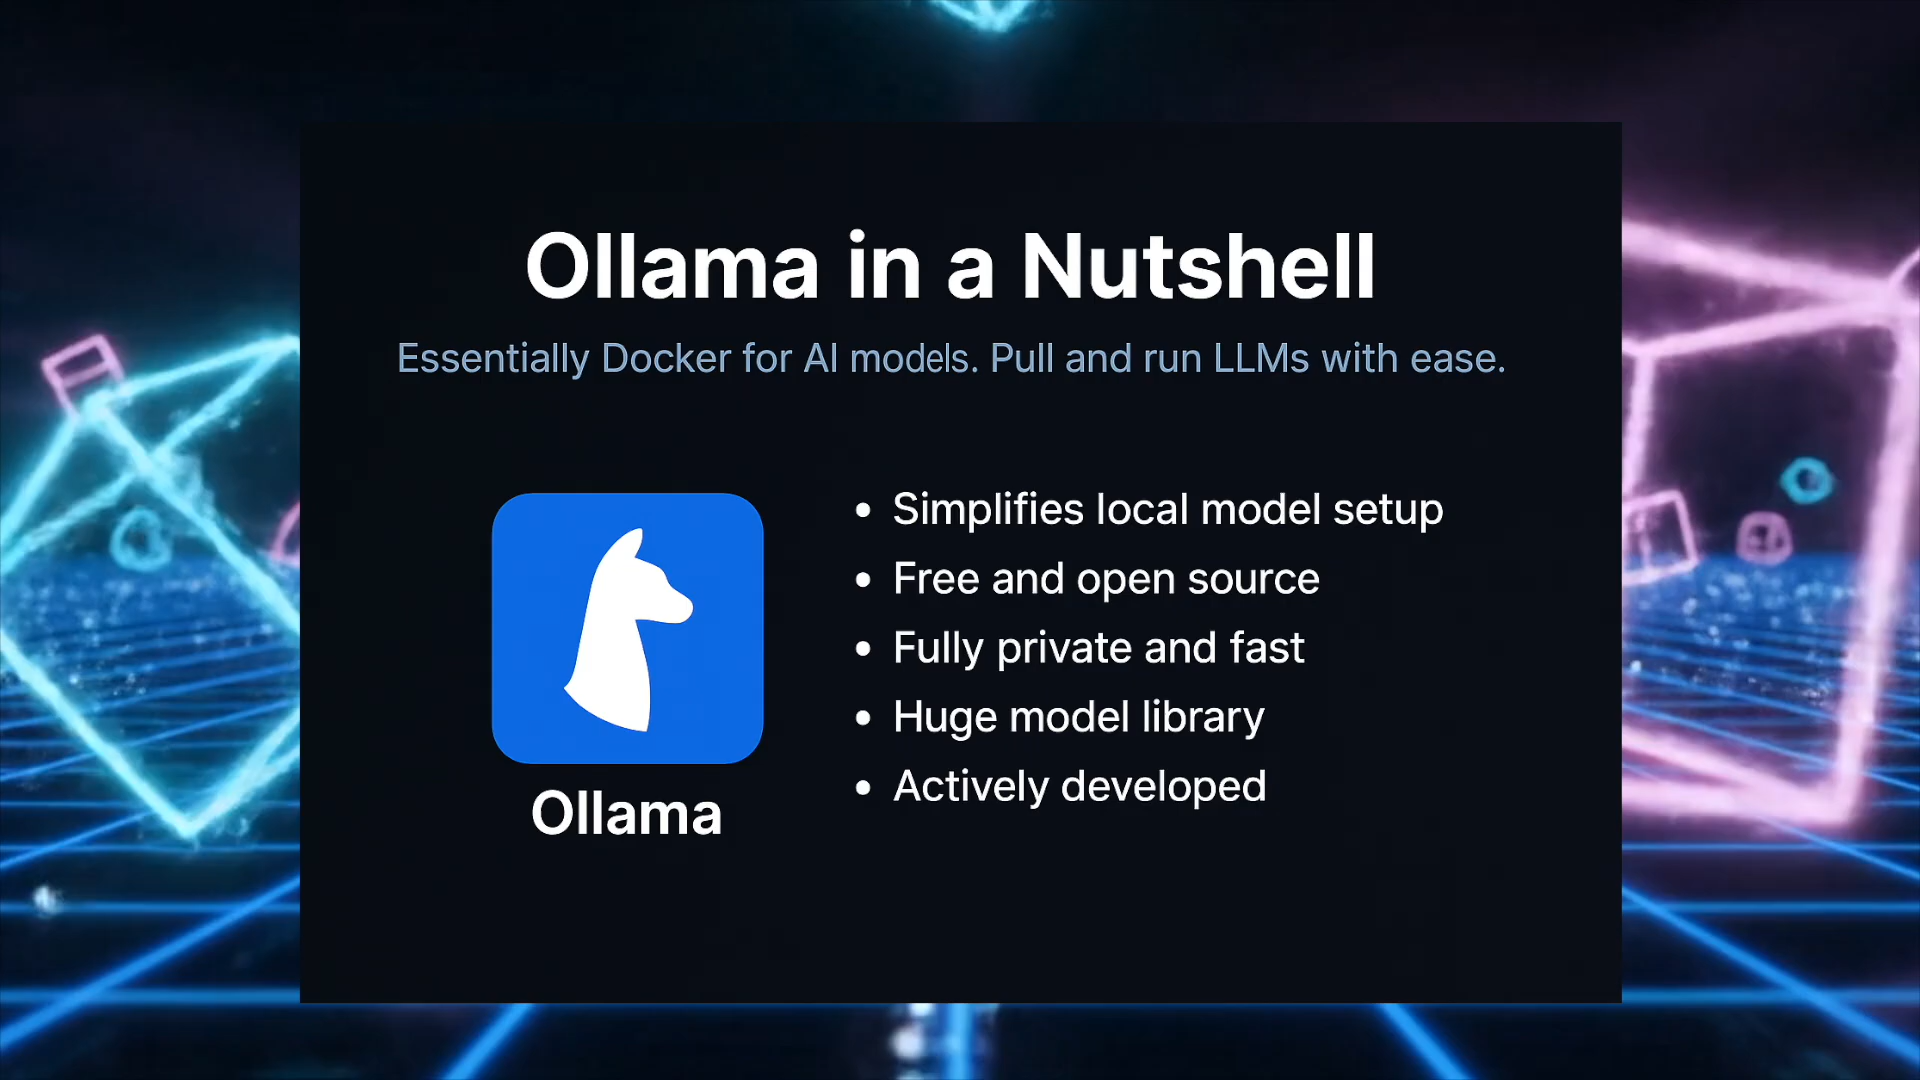 Ollama in a Nutshell
Essentially Docker for AI models. Pull and run LLMs with ease.
• Simplifies local model setup
• Free and open source
• Fully private and fast
• Huge model library
• Actively developed
Ollama